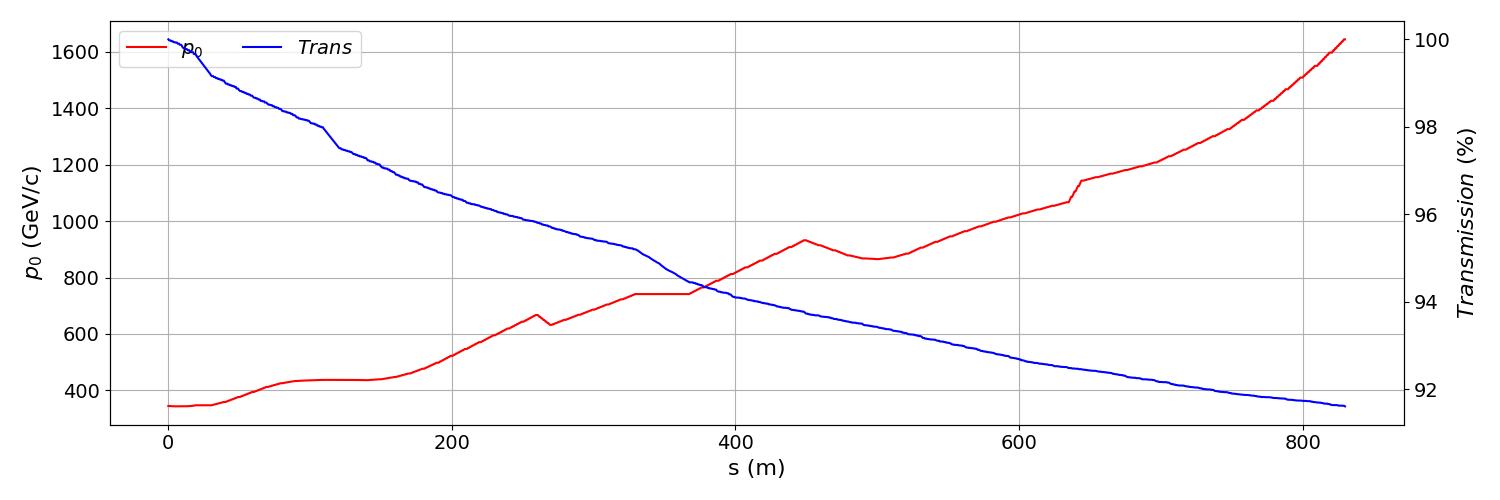 p₀ Trans
1600
1400
1200
1000
800
600
400
p₀ (GeV/c)
100
98
96
94
92
Transmission (%)
0 200 400 600 800
s (m)